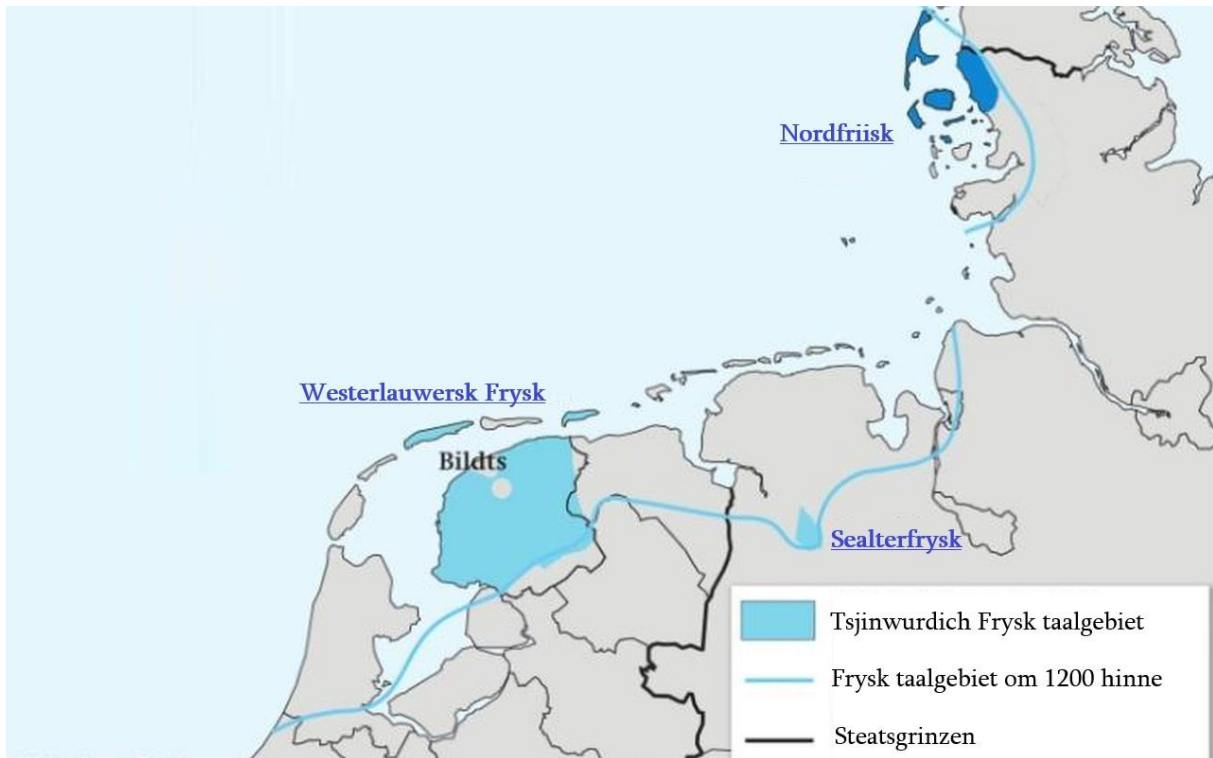 Nordfriisk
Westerlauwersk Frysk
Bildts
Sealterfrysk
Tsjinwurdich Frysk taalgebiet
Frysk taalgebiet om 1200 hinne
Steatsgrinzen